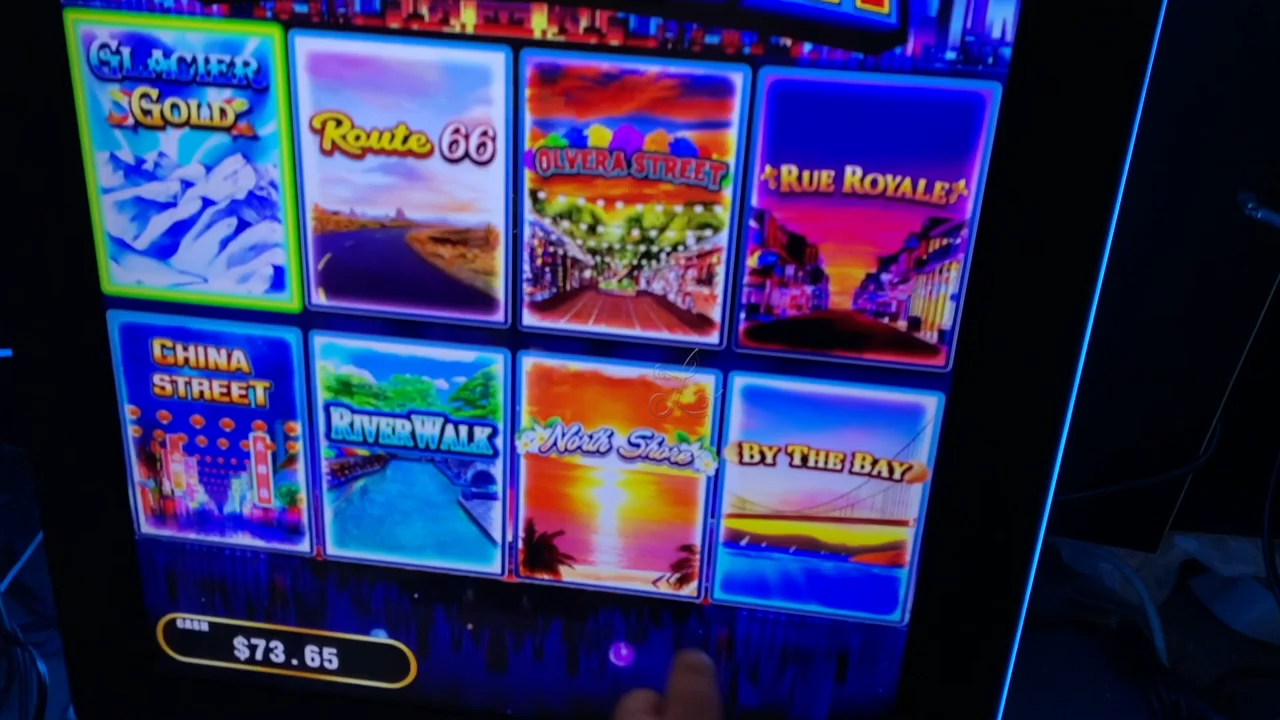 GLACIER
GOLD
Route 66
OLVERA STREET
RUE ROYALE
CHINA
STREET
RIVERWALK
North Shore
BY THE BAY
CASH
$73.65